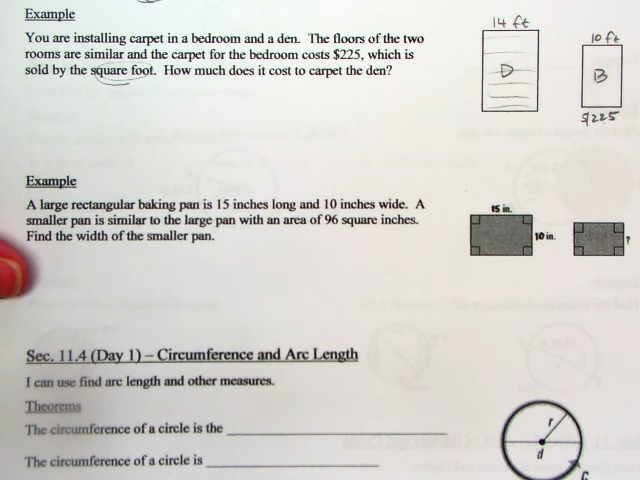 Example
14 ft
10 ft
You are installing carpet in a bedroom and a den. The floors of the two
rooms are similar and the carpet for the bedroom costs $225, which is
sold by the square foot. How much does it cost to carpet the den?
D
B
$225
Example
A large rectangular baking pan is 15 inches long and 10 inches wide. A
smaller pan is similar to the large pan with an area of 96 square inches.
Find the width of the smaller pan.
15 in.
10 in.
?
Sec. 11.4 (Day 1) – Circumference and Arc Length
I can use find arc length and other measures.
Theorems
The circumference of a circle is the
The circumference of a circle is
r
d
C